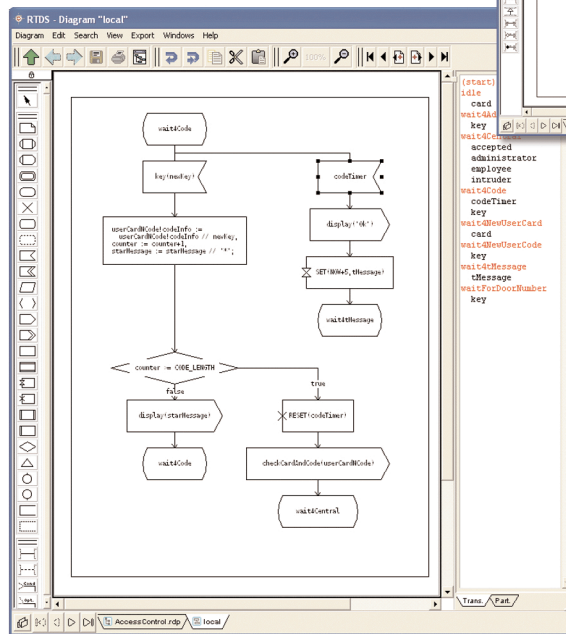 RTDS - Diagram "local"
Diagram Edit Search View Export Windows Help
100%
wait4Code
key(newKey)
codeTimer
userCardNCode!codeInfo :=
userCardNCode!codeInfo // newKey,
counter := counter+1,
starMessage := starMessage // '*';
display('Ok')
SET(NOW+5,tMessage)
wait4tMessage
counter >= CODE_LENGTH
false
true
display(starMessage)
RESET(codeTimer)
wait4Code
checkCardAndCode(userCardNCode)
wait4Central
(start)
idle
card
key
accepted
administrator
employee
intruder
wait4Code
codeTimer
key
wait4NewUserCard
card
wait4NewUserCode
key
wait4tMessage
tMessage
waitForDoorNumber
key
Trans. Part.
AccessControl.rdp local